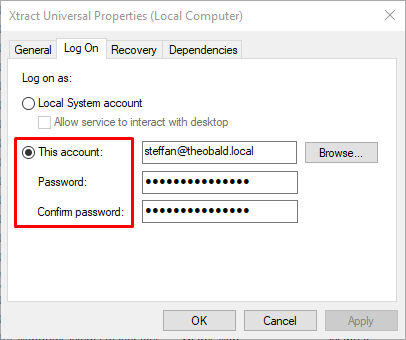 Xtract Universal Properties (Local Computer)
General Log On Recovery Dependencies
Log on as:
Local System account
Allow service to interact with desktop
This account: steffan@theobald.local Browse...
Password: ●●●●●●●●●●●●●●●
Confirm password: ●●●●●●●●●●●●●●●
OK Cancel Apply